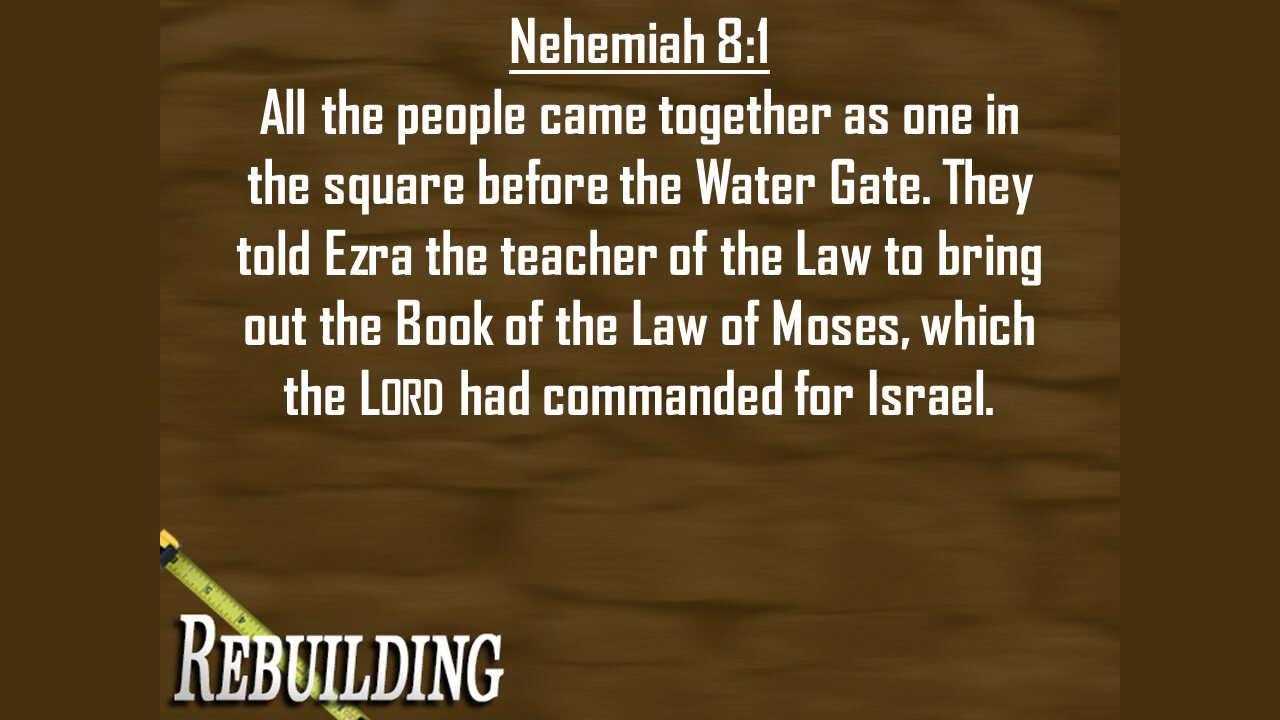 Nehemiah 8:1
All the people came together as one in
the square before the Water Gate. They
told Ezra the teacher of the Law to bring
out the Book of the Law of Moses, which
the LORD had commanded for Israel.
REBUILDING